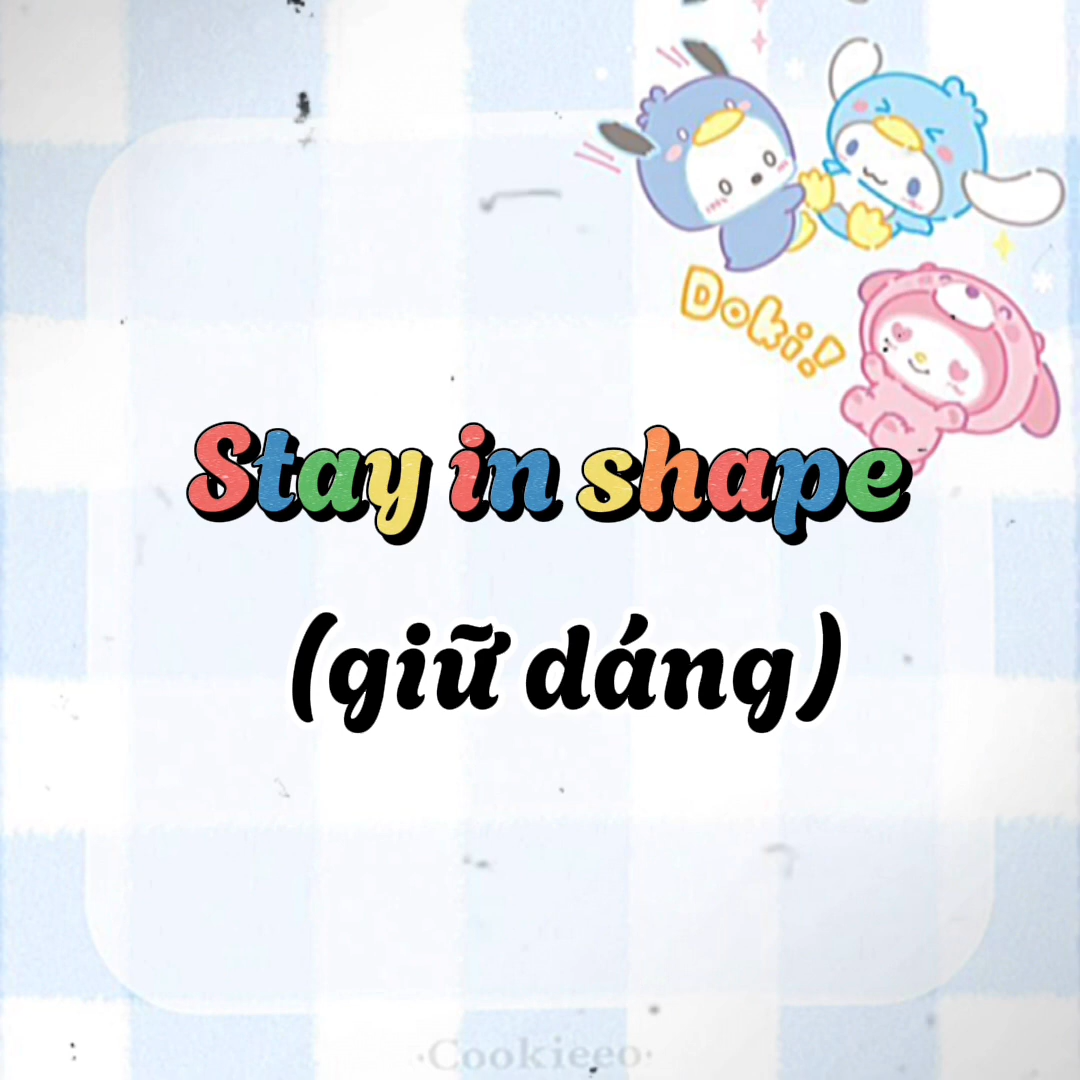 Doki!
Stay in shape
(giữ dáng)
·Cookieeo·